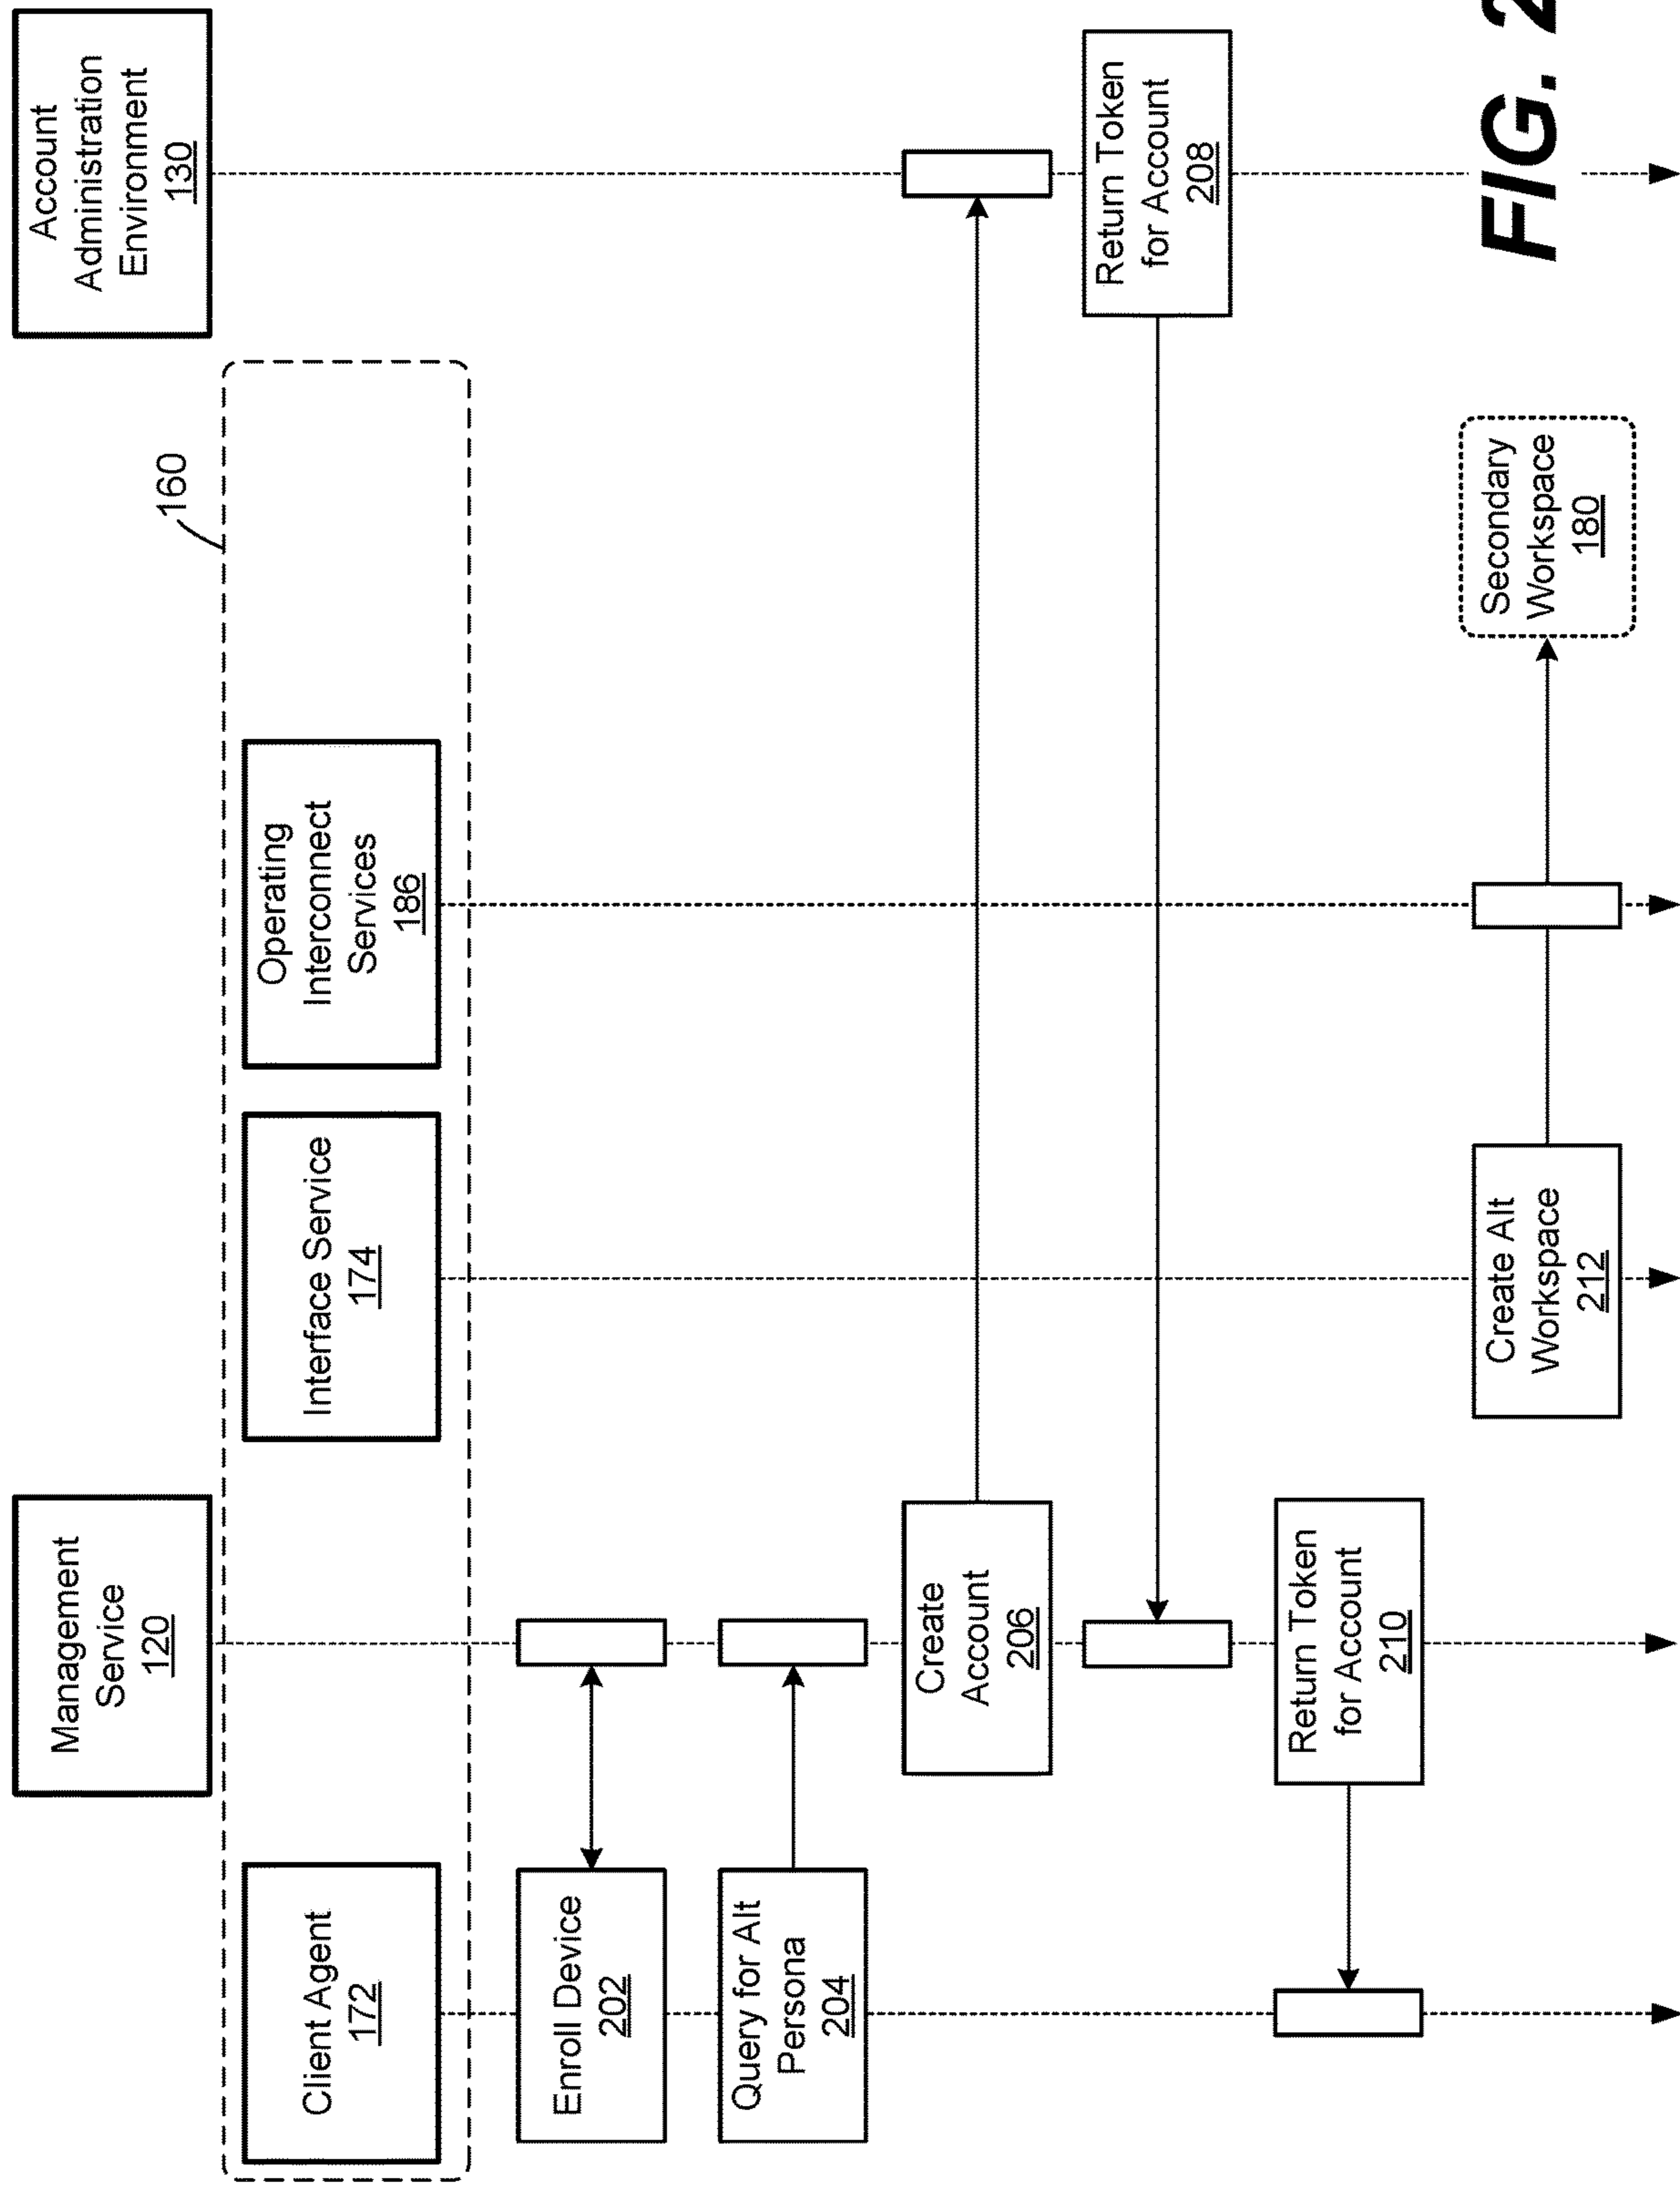 Management
Service
120
Account
Administration
Environment
130
160
Client Agent
172
Interface Service
174
Operating
Interconnect
Services
186
Enroll Device
202
Query for Alt
Persona
204
Create
Account
206
Return Token
for Account
208
Return Token
for Account
210
Create Alt
Workspace
212
Secondary
Workspace
180
FIG. 2